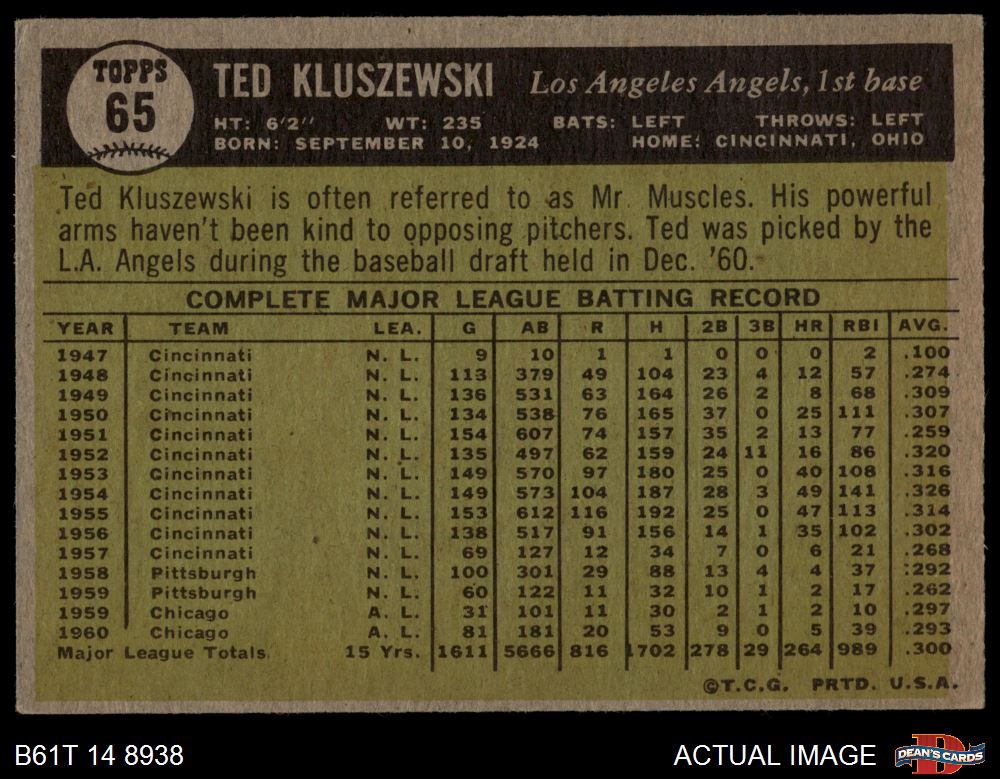 TOPPS
65
TED KLUSZEWSKI Los Angeles Angels, 1st base
HT: 6'2" WT: 235 BATS: LEFT THROWS: LEFT
BORN: SEPTEMBER 10, 1924 HOME: CINCINNATI, OHIO
Ted Kluszewski is often referred to as Mr. Muscles. His powerful
arms haven't been kind to opposing pitchers. Ted was picked by the
L.A. Angels during the baseball draft held in Dec. '60.
COMPLETE MAJOR LEAGUE BATTING RECORD
YEAR TEAM LEA. G AB R H 2B 3B HR RBI AVG.
1947 Cincinnati N. L. 9 10 1 1 0 0 0 2 .100
1948 Cincinnati N. L. 113 379 49 104 23 4 12 57 .274
1949 Cincinnati N. L. 136 531 63 164 26 2 8 68 .309
1950 Cincinnati N. L. 134 538 76 165 37 0 25 111 .307
1951 Cincinnati N. L. 154 607 74 157 35 2 13 77 .259
1952 Cincinnati N. L. 135 497 62 159 24 11 16 86 .320
1953 Cincinnati N. L. 149 570 97 180 25 0 40 108 .316
1954 Cincinnati N. L. 149 573 104 187 28 3 49 141 .326
1955 Cincinnati N. L. 153 612 116 192 25 0 47 113 .314
1956 Cincinnati N. L. 138 517 91 156 14 1 35 102 .302
1957 Cincinnati N. L. 69 127 12 34 7 0 6 21 .268
1958 Pittsburgh N. L. 100 301 29 88 13 4 4 37 .292
1959 Pittsburgh N. L. 60 122 11 32 10 1 2 17 .262
1959 Chicago A. L. 31 101 11 30 2 1 2 10 .297
1960 Chicago A. L. 81 181 20 53 9 0 5 39 .293
Major League Totals 15 Yrs. 1611 5666 816 1702 278 29 264 989 .300
©T.C.G. PRTD. U.S.A.
B61T 14 8938 ACTUAL IMAGE DEAN'S CARDS